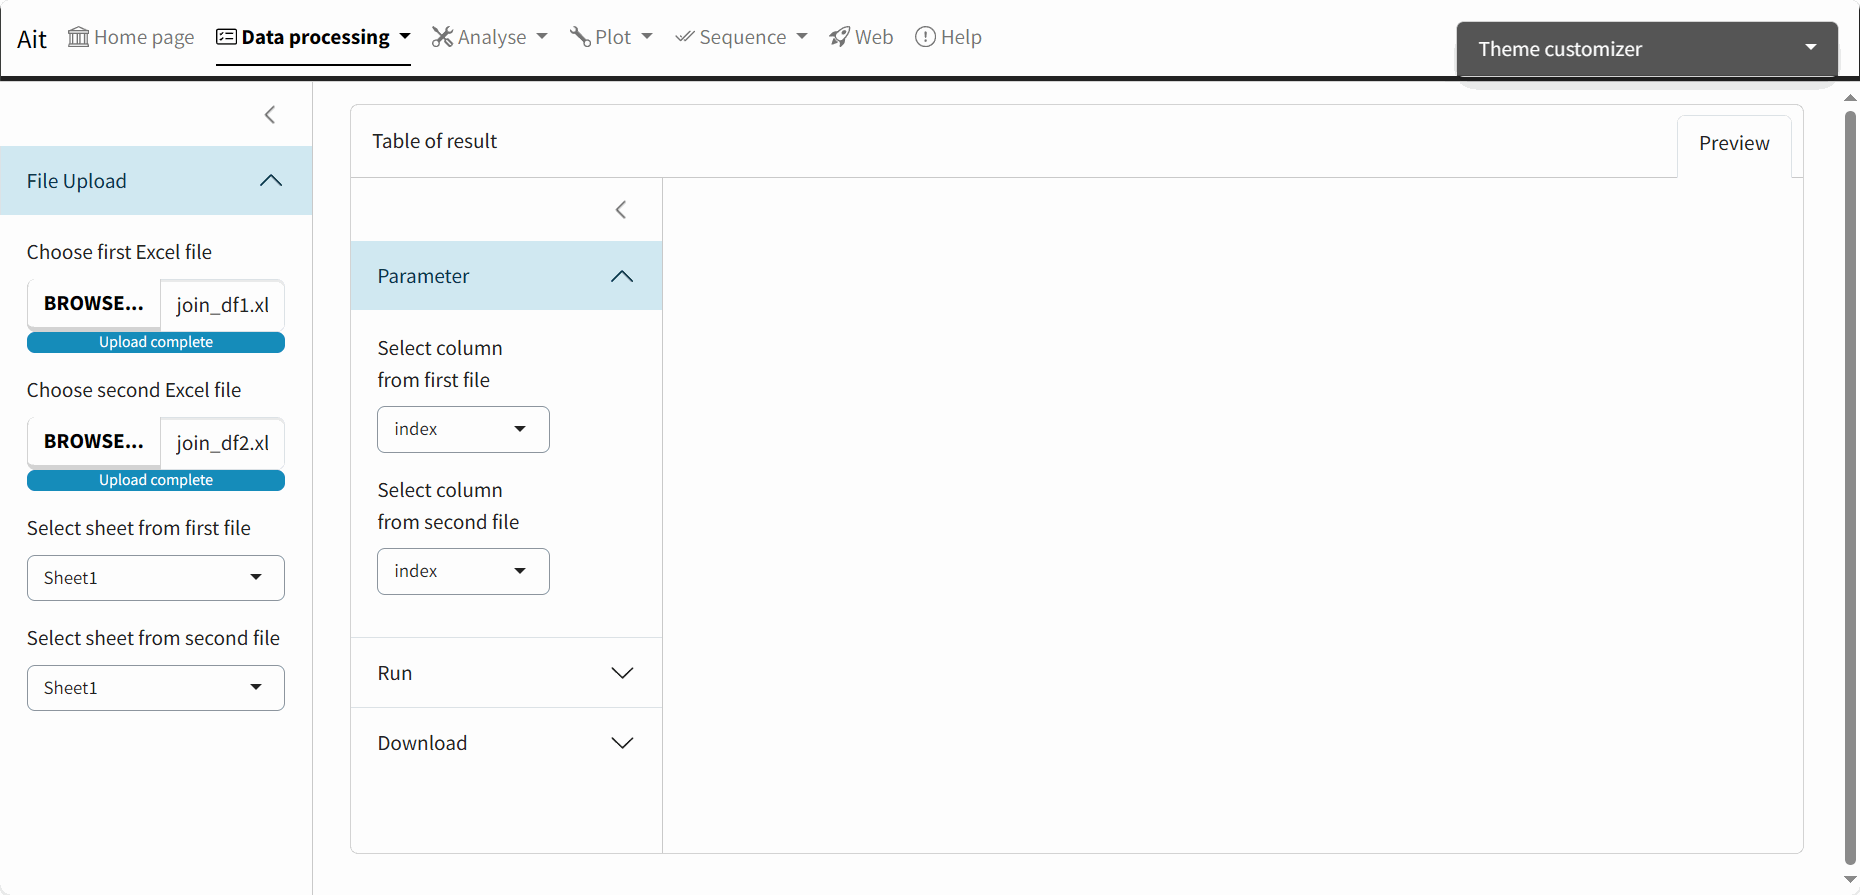 Ait
Home page
Data processing
Analyse
Plot
Sequence
Web
Help
Theme customizer
File Upload
Choose first Excel file
BROWSE...
join_df1.xl
Upload complete
Choose second Excel file
BROWSE...
join_df2.xl
Upload complete
Select sheet from first file
Sheet1
Select sheet from second file
Sheet1
Table of result
Preview
Parameter
Select column
from first file
index
Select column
from second file
index
Run
Download